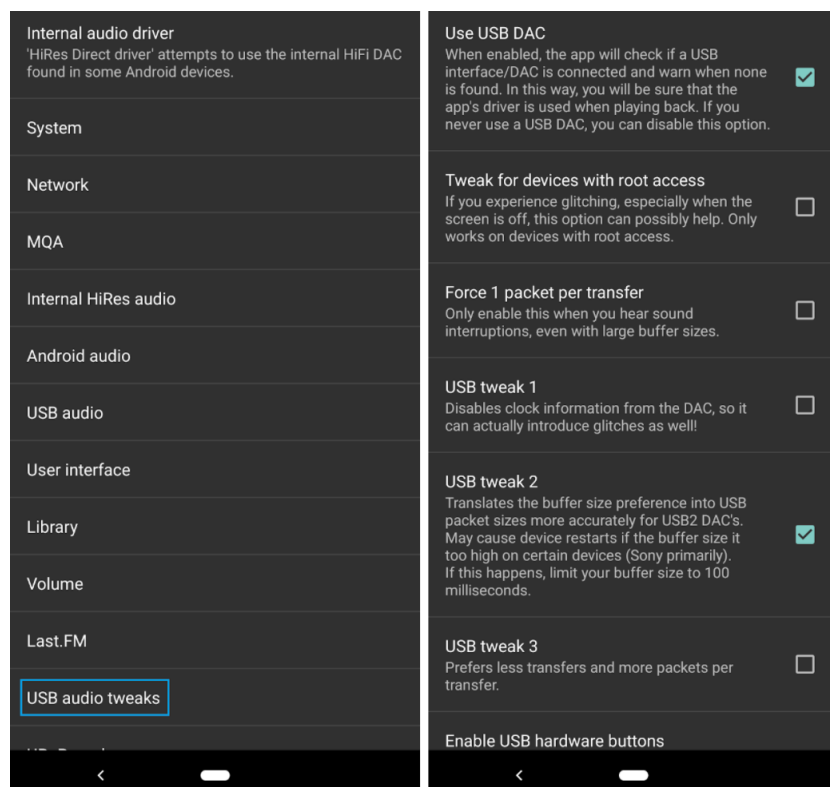 Internal audio driver
'HiRes Direct driver' attempts to use the internal HiFi DAC
found in some Android devices.
System
Network
MQA
Internal HiRes audio
Android audio
USB audio
User interface
Library
Volume
Last.FM
USB audio tweaks
Use USB DAC
When enabled, the app will check if a USB
interface/DAC is connected and warn when none
is found. In this way, you will be sure that the
app's driver is used when playing back. If you
never use a USB DAC, you can disable this option.
Tweak for devices with root access
If you experience glitching, especially when the
screen is off, this option can possibly help. Only
works on devices with root access.
Force 1 packet per transfer
Only enable this when you hear sound
interruptions, even with large buffer sizes.
USB tweak 1
Disables clock information from the DAC, so it
can actually introduce glitches as well!
USB tweak 2
Translates the buffer size preference into USB
packet sizes more accurately for USB2 DAC's.
May cause device restarts if the buffer size it
too high on certain devices (Sony primarily).
If this happens, limit your buffer size to 100
milliseconds.
USB tweak 3
Prefers less transfers and more packets per
transfer.
Enable USB hardware buttons